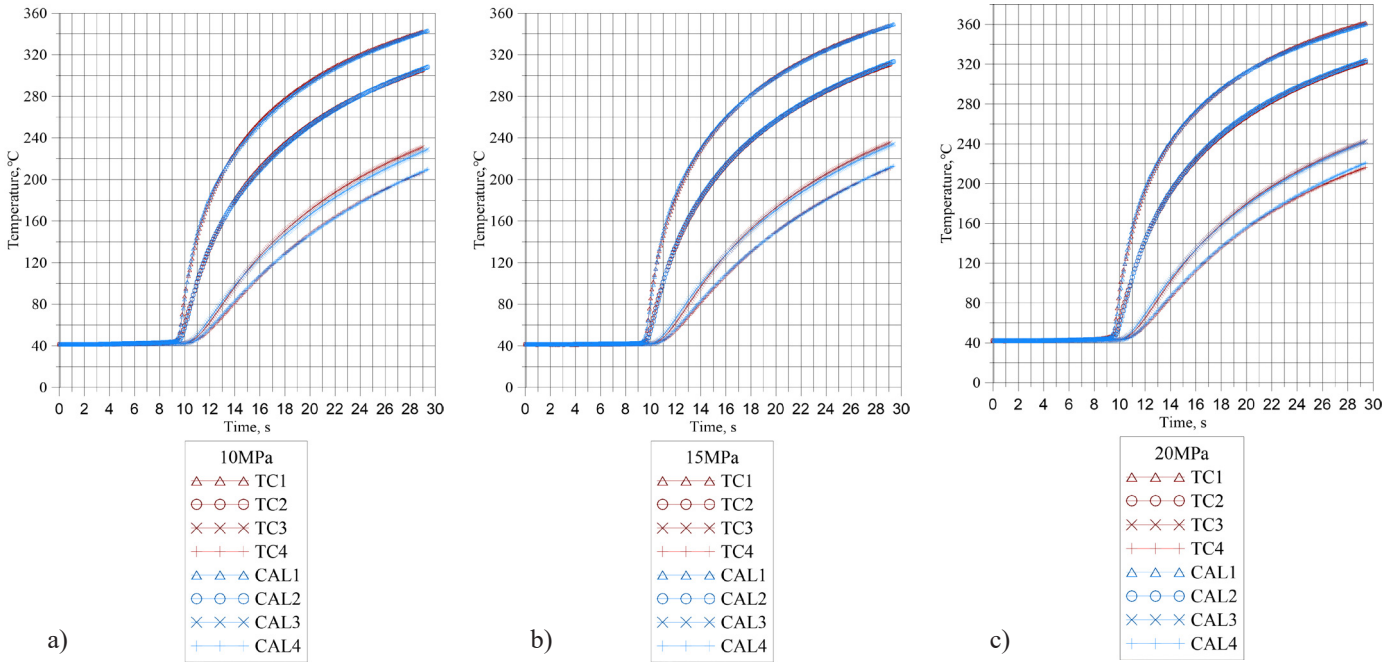 360
320
280
240
200
160
120
80
40
0
Temperature,°C
0 2 4 6 8 10 12 14 16 18 20 22 24 26 28 30
Time, s
10MPa
TC1
TC2
TC3
TC4
CAL1
CAL2
CAL3
CAL4
a)
360
320
280
240
200
160
120
80
40
0
Temperature,°C
0 2 4 6 8 10 12 14 16 18 20 22 24 26 28 30
Time, s
15MPa
TC1
TC2
TC3
TC4
CAL1
CAL2
CAL3
CAL4
b)
360
320
280
240
200
160
120
80
40
0
Temperature,°C
0 2 4 6 8 10 12 14 16 18 20 22 24 26 28 30
Time, s
20MPa
TC1
TC2
TC3
TC4
CAL1
CAL2
CAL3
CAL4
c)